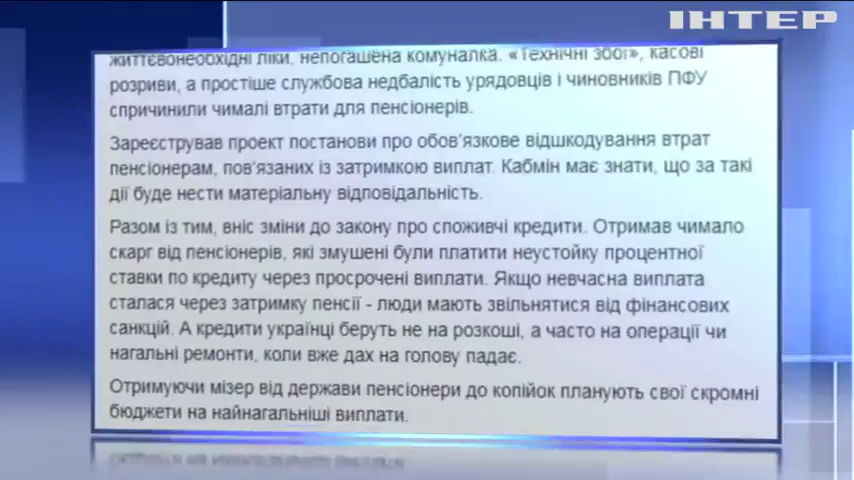 ІНТЕР
життєвонеобхідні ліки, непогашена комуналка. «Технічні збої», касові
розриви, а простіше службова недбалість урядовців і чиновників ПФУ
спричинили чималі втрати для пенсіонерів.
Зареєстрував проект постанови про обов'язкове відшкодування втрат
пенсіонерам, пов'язаних із затримкою виплат. Кабмін має знати, що за такі
дії буде нести матеріальну відповідальність.
Разом із тим, вніс зміни до закону про споживчі кредити. Отримав чимало
скарг від пенсіонерів, які змушені були платити неустойку процентної
ставки по кредиту через просрочені виплати. Якщо невчасна виплата
сталася через затримку пенсії - люди мають звільнятися від фінансових
санкцій. А кредити українці беруть не на розкоші, а часто на операції чи
нагальні ремонти, коли вже дах на голову падає.
Отримуючи мізер від держави пенсіонери до копійок планують свої скромні
бюджети на найнагальніші виплати.